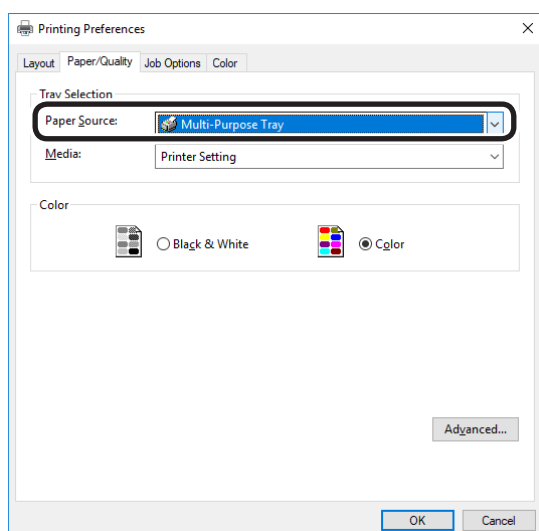 Printing Preferences
Layout Paper/Quality Job Options Color
Tray Selection
Paper Source: Multi-Purpose Tray
Media: Printer Setting
Color
Black & White Color
Advanced...
OK Cancel